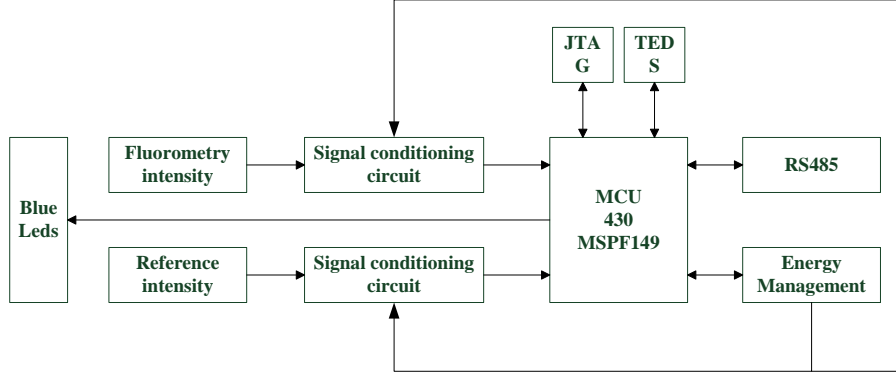 JTA
G
TED
S
Fluorometry
intensity
Signal conditioning
circuit
RS485
Blue
Leds
MCU
430
MSPF149
Reference
intensity
Signal conditioning
circuit
Energy
Management